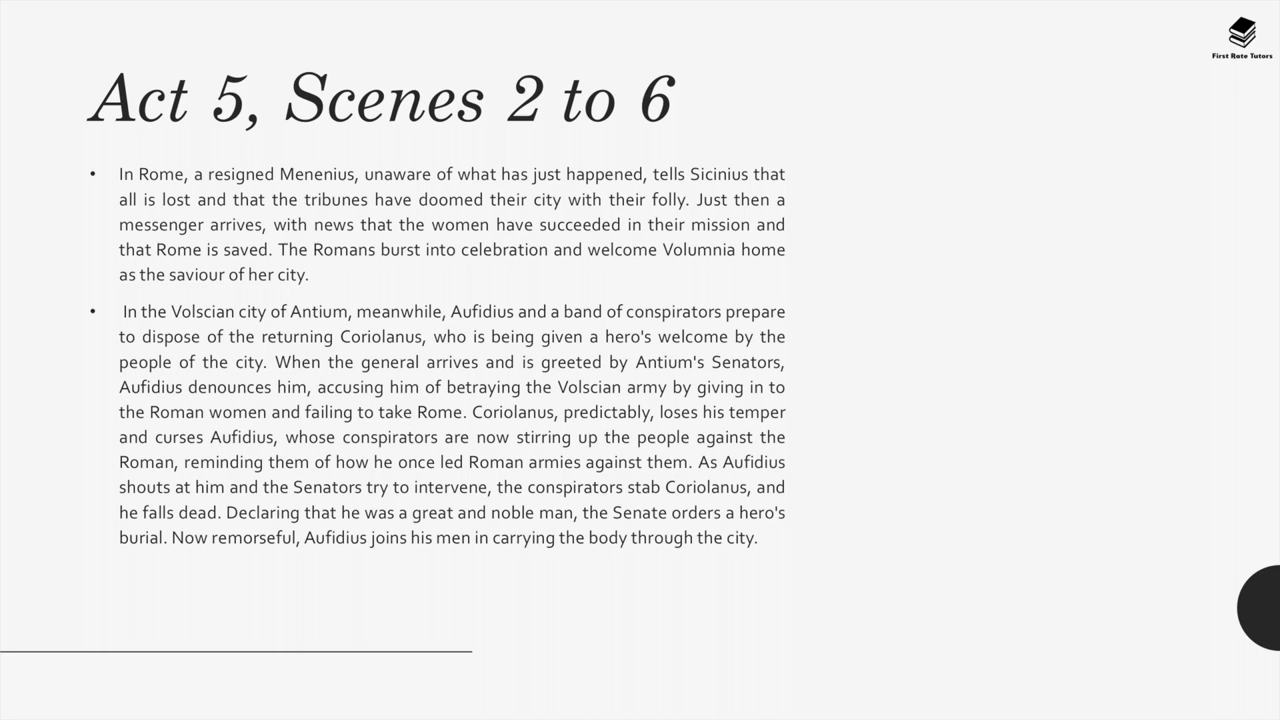 First Rate Tutors
Act 5, Scenes 2 to 6
• In Rome, a resigned Menenius, unaware of what has just happened, tells Sicinius that
all is lost and that the tribunes have doomed their city with their folly. Just then a
messenger arrives, with news that the women have succeeded in their mission and
that Rome is saved. The Romans burst into celebration and welcome Volumnia home
as the saviour of her city.
• In the Volscian city of Antium, meanwhile, Aufidius and a band of conspirators prepare
to dispose of the returning Coriolanus, who is being given a hero's welcome by the
people of the city. When the general arrives and is greeted by Antium's Senators,
Aufidius denounces him, accusing him of betraying the Volscian army by giving in to
the Roman women and failing to take Rome. Coriolanus, predictably, loses his temper
and curses Aufidius, whose conspirators are now stirring up the people against the
Roman, reminding them of how he once led Roman armies against them. As Aufidius
shouts at him and the Senators try to intervene, the conspirators stab Coriolanus, and
he falls dead. Declaring that he was a great and noble man, the Senate orders a hero's
burial. Now remorseful, Aufidius joins his men in carrying the body through the city.